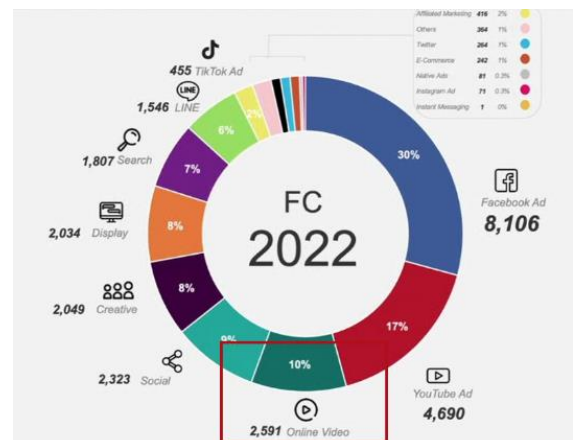 Affiliated Marketing 416 2%
Others 364 1%
Twitter 264 1%
E-Commerce 242 1%
Native Ads 81 0.3%
Instagram Ad 71 0.3%
Instant Messaging 1 0%
455 TikTok Ad
LINE
1,546 LINE
1,807 Search
2,034 Display
2,049 Creative
2,323 Social
2,591 Online Video
YouTube Ad
4,690
Facebook Ad
8,106
30%
17%
10%
9%
8%
8%
7%
6%
2%
FC
2022